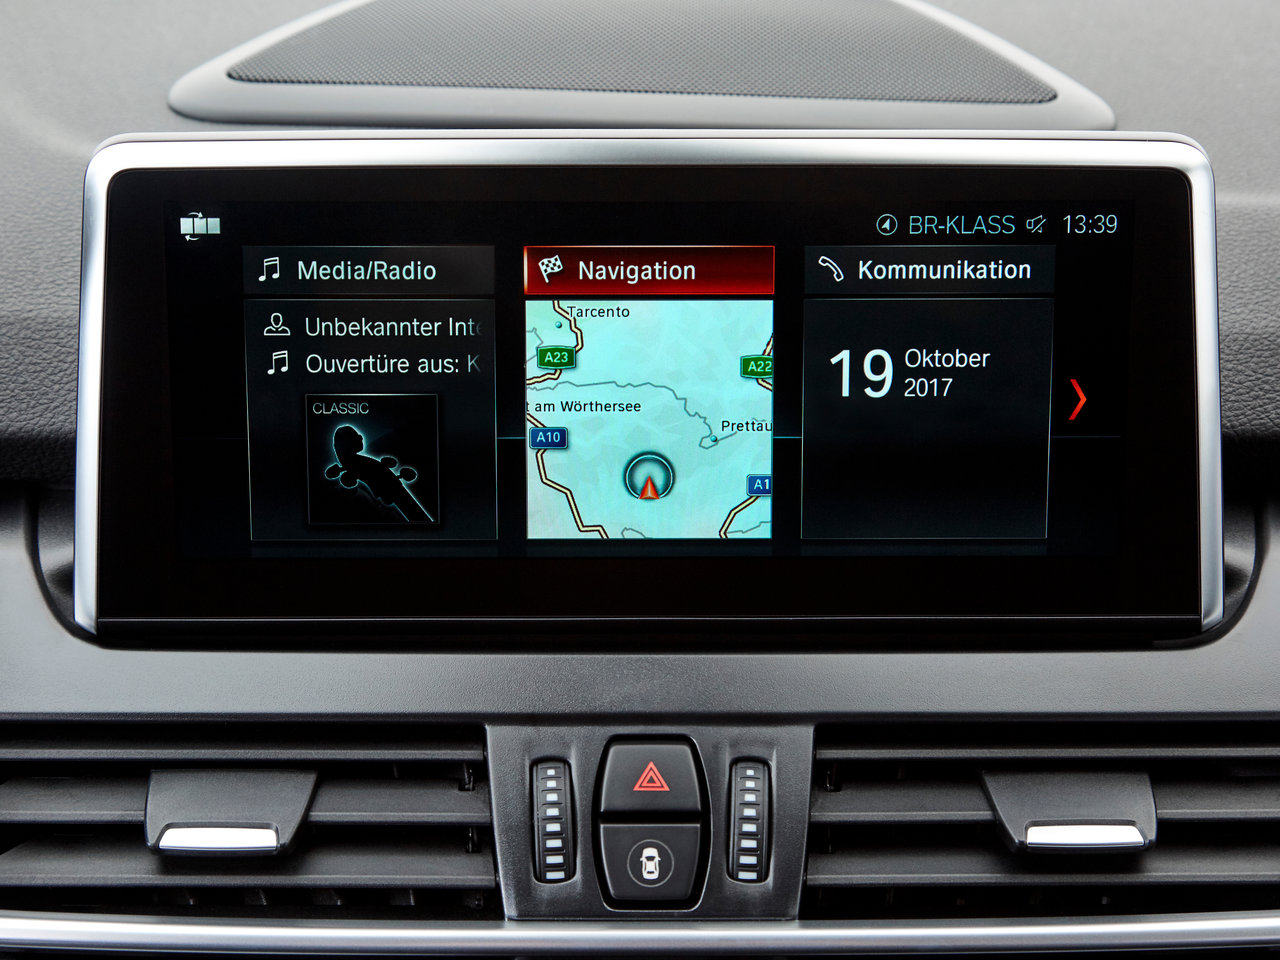 BR-KLASS 13:39
Media/Radio
Unbekannter Inte
Ouvertüre aus: K
CLASSIC
Navigation
Tarcento
A23
A22
t am Wörthersee
A10
Prettau
A1
Kommunikation
19 Oktober
2017